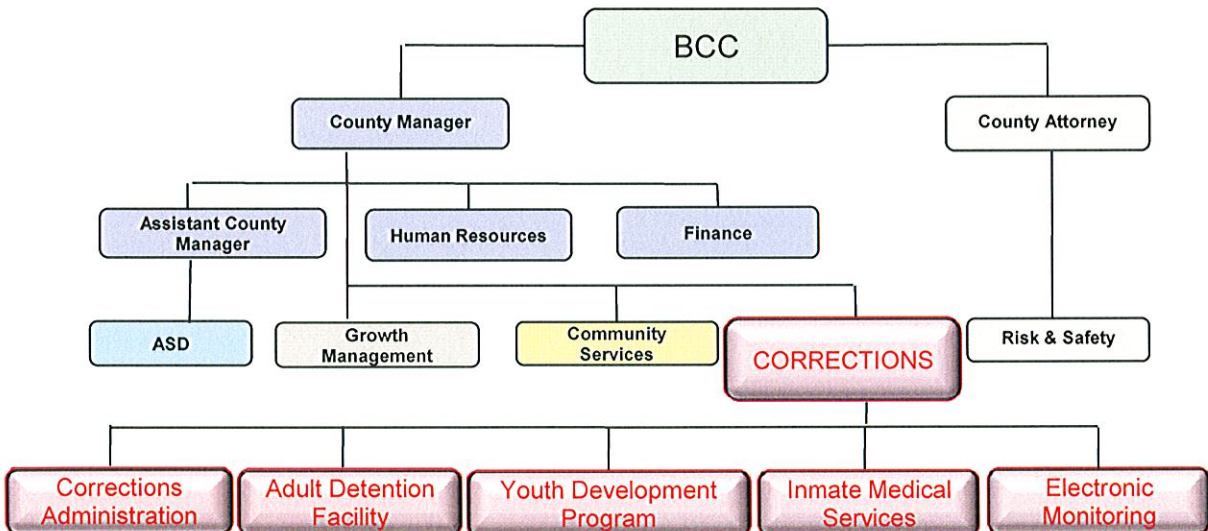 BCC
County Manager
County Attorney
Assistant County
Manager
Human Resources
Finance
ASD
Growth
Management
Community
Services
CORRECTIONS
Risk & Safety
Corrections
Administration
Adult Detention
Facility
Youth Development
Program
Inmate Medical
Services
Electronic
Monitoring